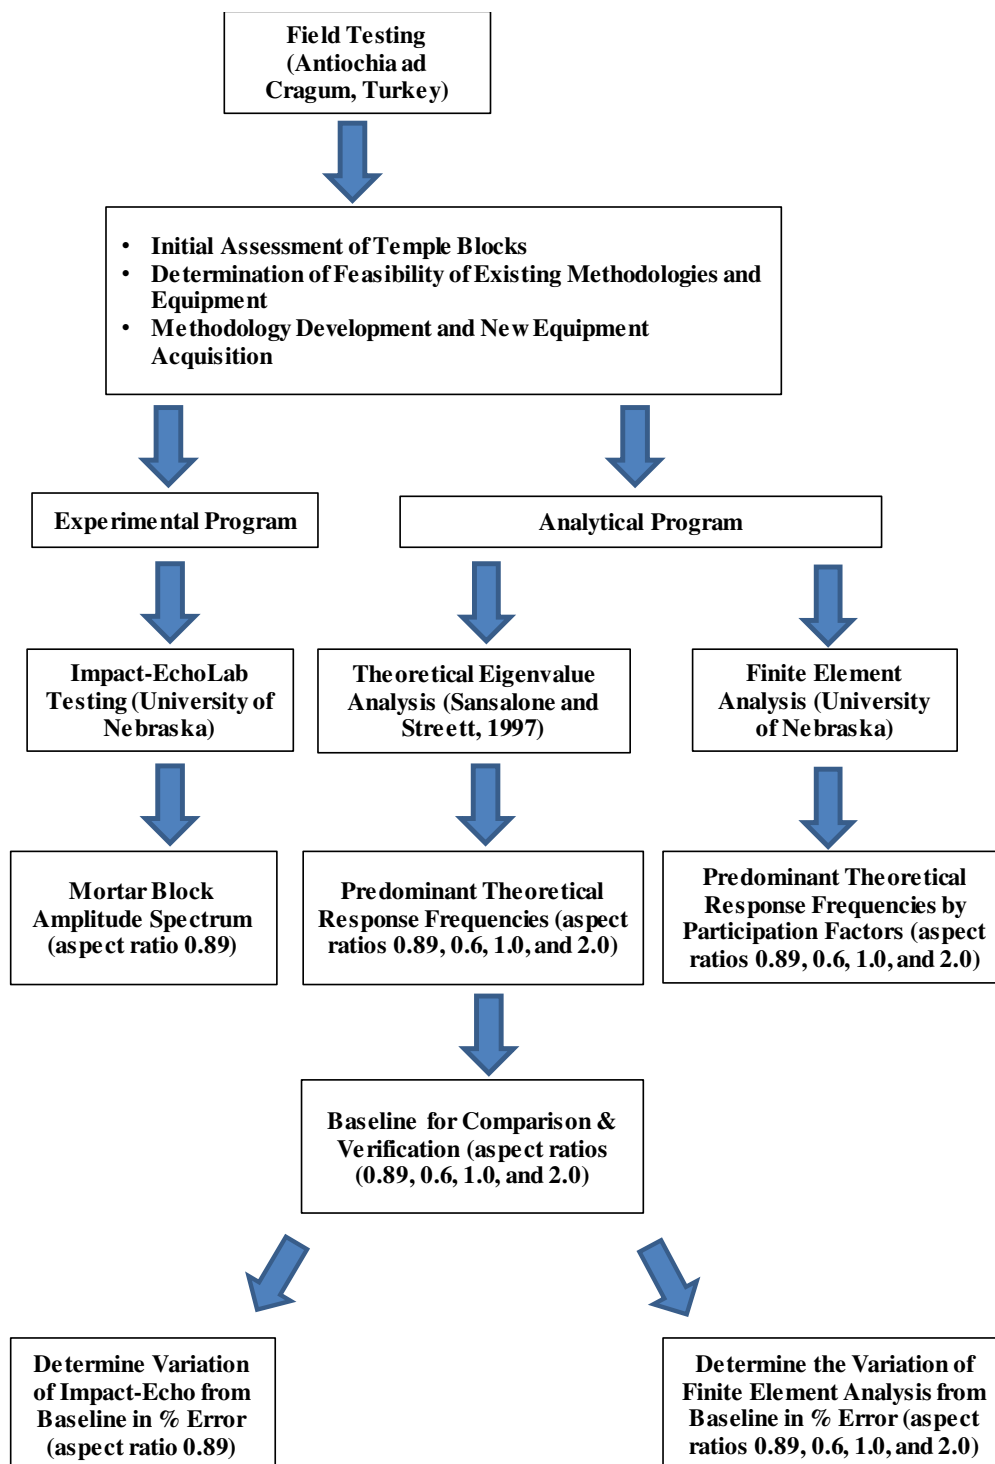 Field Testing
(Antiochia ad
Cragum, Turkey)
• Initial Assessment of Temple Blocks
• Determination of Feasibility of Existing Methodologies and
Equipment
• Methodology Development and New Equipment
Acquisition
Experimental Program
Analytical Program
Impact-EchoLab
Testing (University of
Nebraska)
Theoretical Eigenvalue
Analysis (Sansalone and
Streett, 1997)
Finite Element
Analysis (University
of Nebraska)
Mortar Block
Amplitude Spectrum
(aspect ratio 0.89)
Predominant Theoretical
Response Frequencies (aspect
ratios 0.89, 0.6, 1.0, and 2.0)
Predominant Theoretical
Response Frequencies by
Participation Factors (aspect
ratios 0.89, 0.6, 1.0, and 2.0)
Baseline for Comparison &
Verification (aspect ratios
(0.89, 0.6, 1.0, and 2.0)
Determine Variation
of Impact-Echo from
Baseline in % Error
(aspect ratio 0.89)
Determine the Variation of
Finite Element Analysis from
Baseline in % Error (aspect
ratios 0.89, 0.6, 1.0, and 2.0)